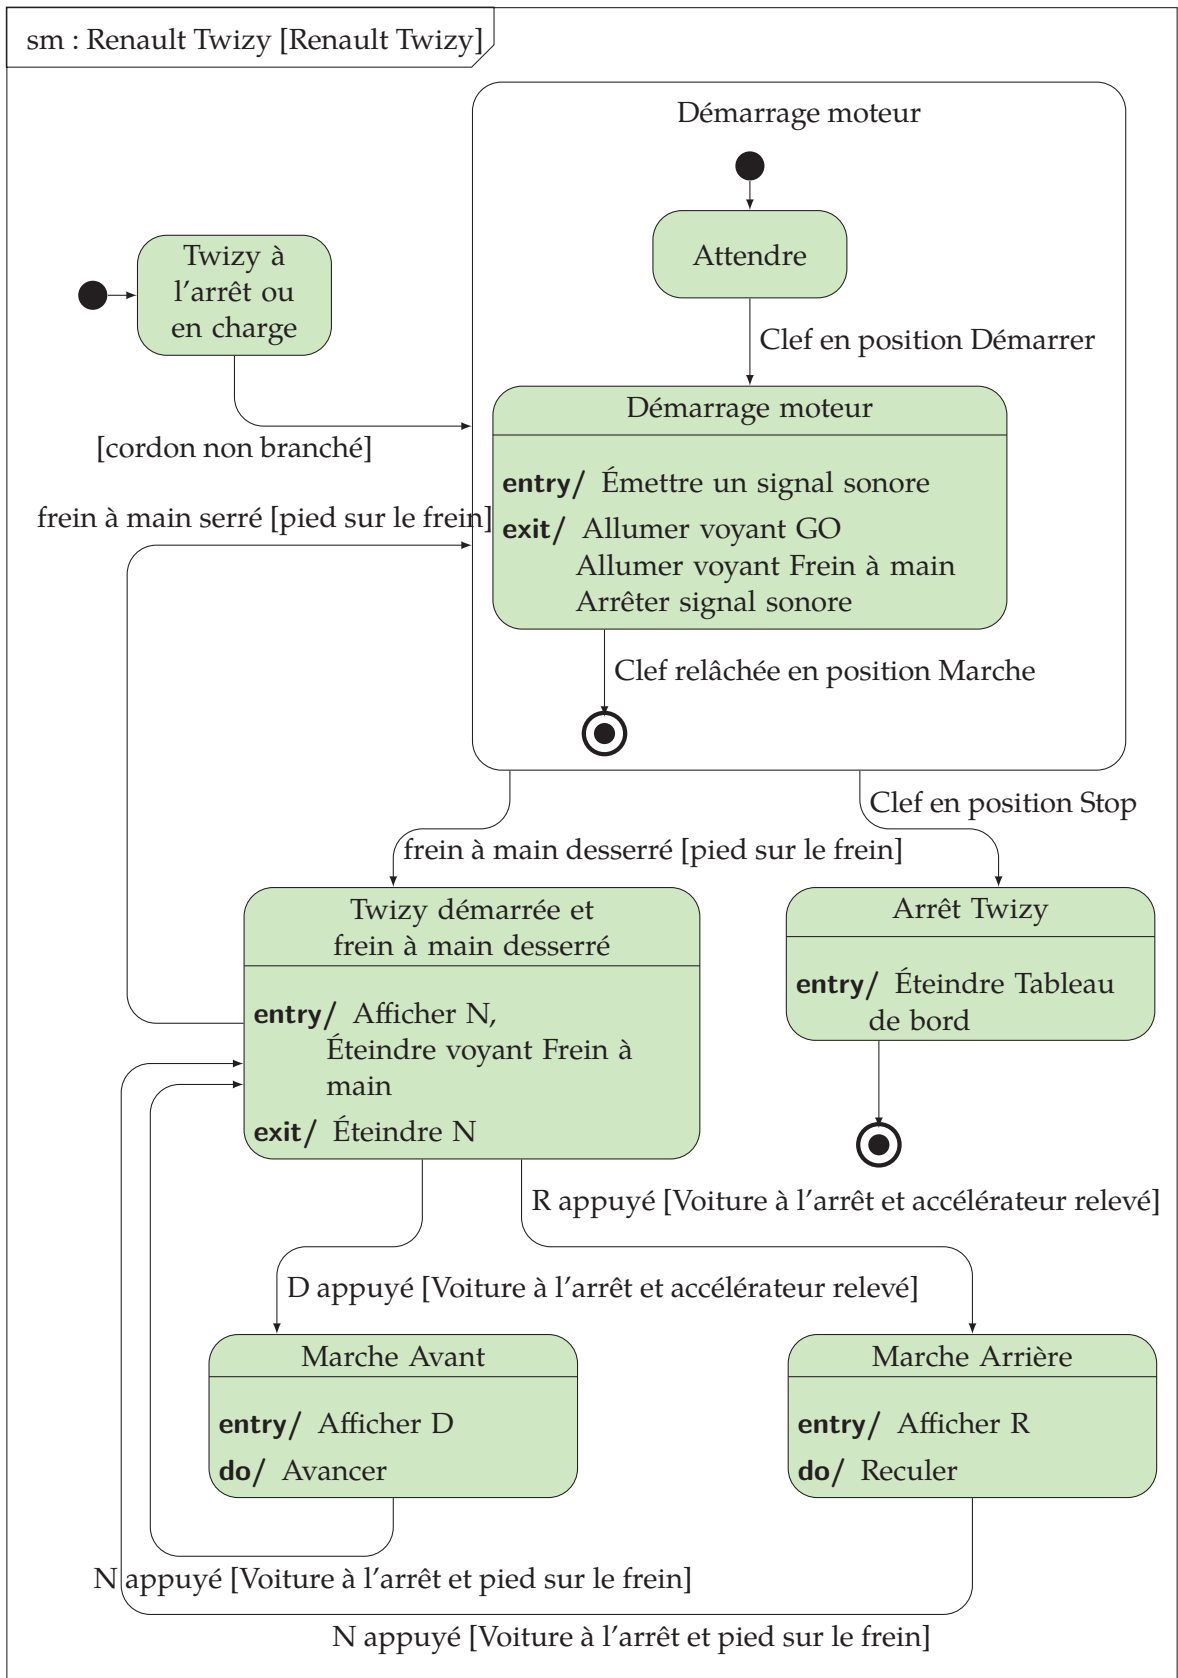 sm : Renault Twizy [Renault Twizy]
Démarrage moteur
Attendre
Twizy à
l'arrêt ou
en charge
Clef en position Démarrer
[cordon non branché]
Démarrage moteur
entry/ Émettre un signal sonore
exit/ Allumer voyant GO
Allumer voyant Frein à main
Arrêter signal sonore
frein à main serré [pied sur le frein]
Clef relâchée en position Marche
Clef en position Stop
frein à main desserré [pied sur le frein]
Twizy démarrée et
frein à main desserré
entry/ Afficher N,
Éteindre voyant Frein à
main
exit/ Éteindre N
Arrêt Twizy
entry/ Éteindre Tableau
de bord
R appuyé [Voiture à l'arrêt et accélérateur relevé]
D appuyé [Voiture à l'arrêt et accélérateur relevé]
Marche Avant
entry/ Afficher D
do/ Avancer
Marche Arrière
entry/ Afficher R
do/ Reculer
N appuyé [Voiture à l'arrêt et pied sur le frein]
N appuyé [Voiture à l'arrêt et pied sur le frein]